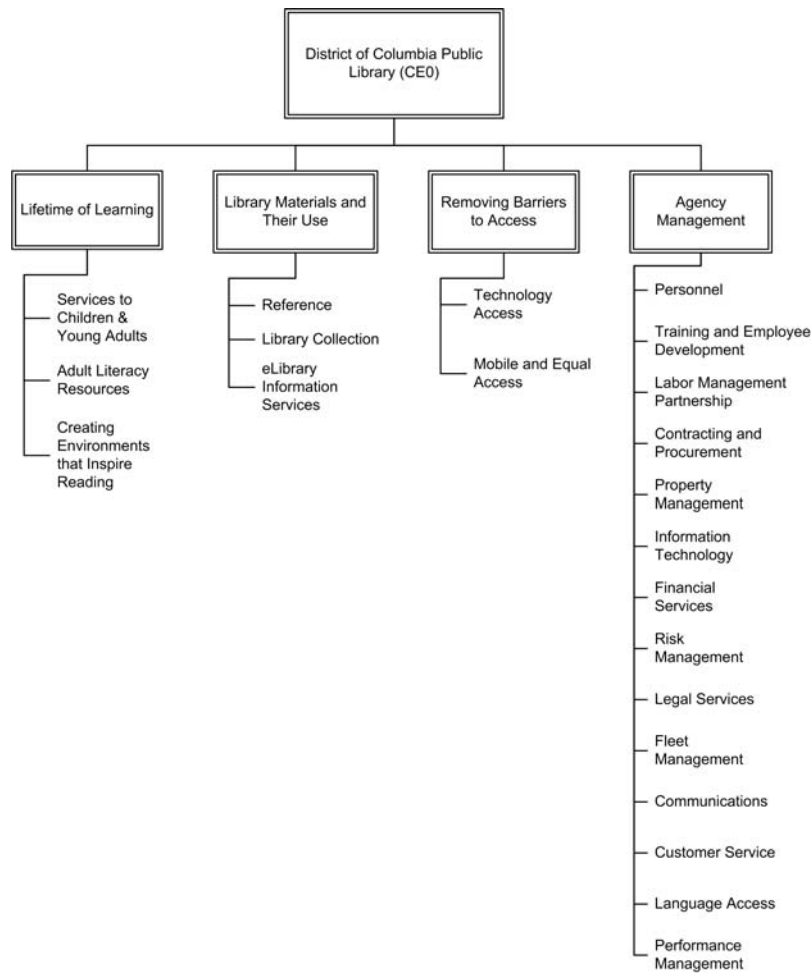 District of Columbia Public
Library (CE0)
Lifetime of Learning
Services to
Children &
Young Adults
Adult Literacy
Resources
Creating
Environments
that Inspire
Reading
Library Materials and
Their Use
Reference
Library Collection
eLibrary
Information
Services
Removing Barriers
to Access
Technology
Access
Mobile and Equal
Access
Agency
Management
Personnel
Training and Employee
Development
Labor Management
Partnership
Contracting and
Procurement
Property
Management
Information
Technology
Financial
Services
Risk
Management
Legal Services
Fleet
Management
Communications
Customer Service
Language Access
Performance
Management